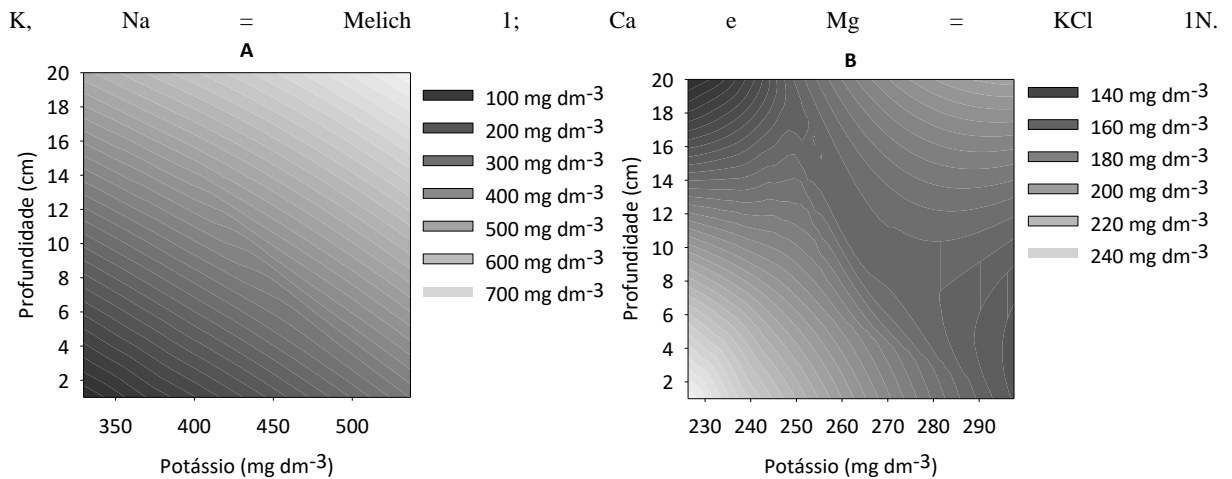 K, Na = Melich 1; Ca e Mg = KCl 1N.
A
20
18
16
14
12
10
8
6
4
2
Profundidade (cm)
350 400 450 500
Potássio (mg dm-3)
100 mg dm-3
200 mg dm-3
300 mg dm-3
400 mg dm-3
500 mg dm-3
600 mg dm-3
700 mg dm-3
B
20
18
16
14
12
10
8
6
4
2
Profundidade (cm)
230 240 250 260 270 280 290
Potássio (mg dm-3)
140 mg dm-3
160 mg dm-3
180 mg dm-3
200 mg dm-3
220 mg dm-3
240 mg dm-3